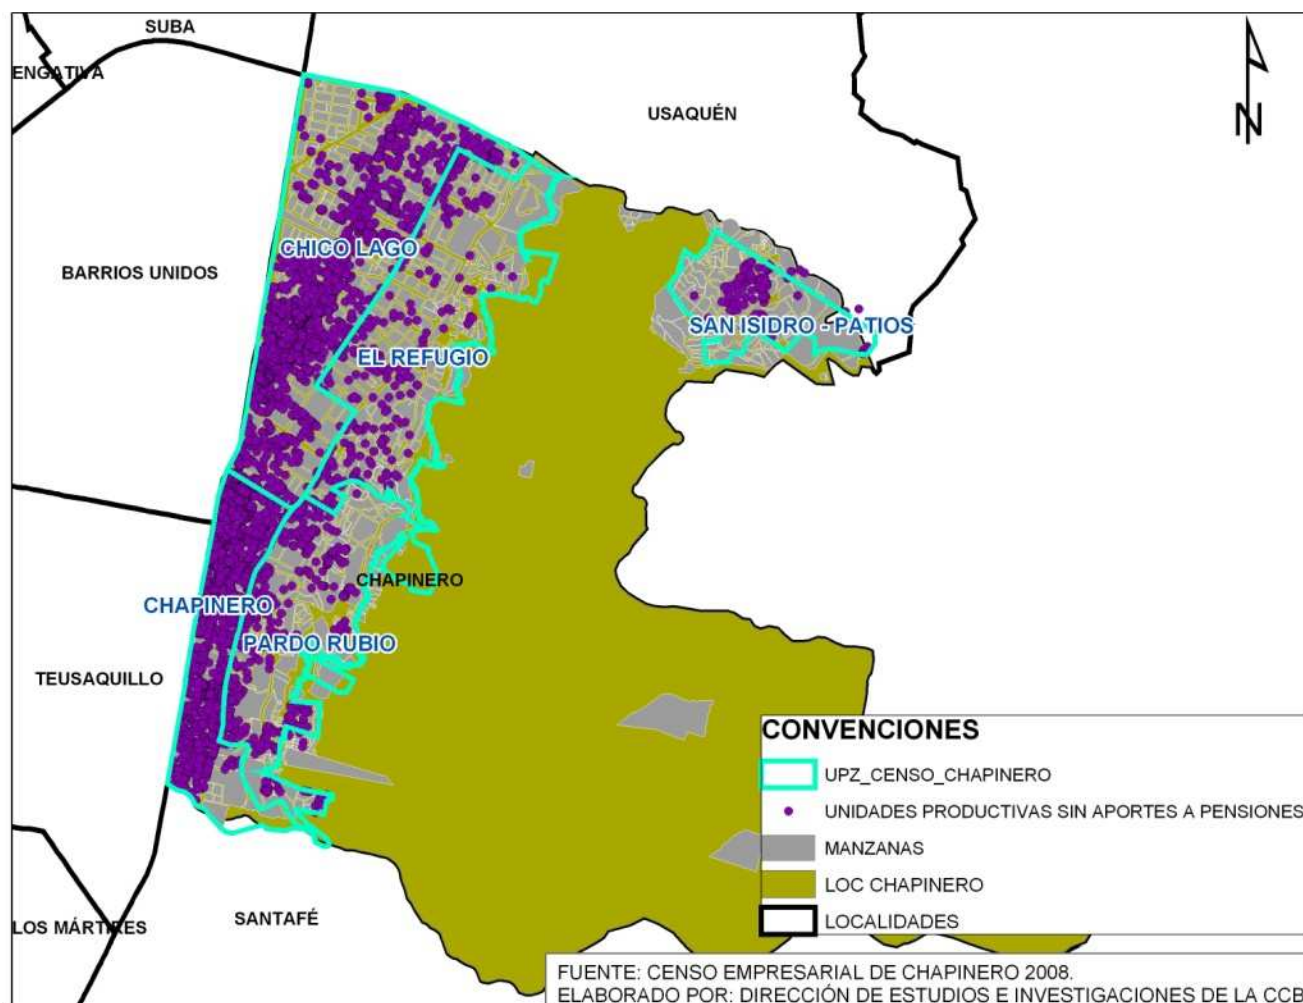 SUBA
ENGATIVA
USAQUÉN
CHICO LAGO
BARRIOS UNIDOS
SAN ISIDRO - PATIOS
EL REFUGIO
CHAPINERO
CHAPINERO
PARDO RUBIO
TEUSAQUILLO
SANTAFÉ
LOS MÁRTIRES
N
CONVENCIONES
UPZ_CENSO_CHAPINERO
UNIDADES PRODUCTIVAS SIN APORTES A PENSIONES
MANZANAS
LOC CHAPINERO
LOCALIDADES
FUENTE: CENSO EMPRESARIAL DE CHAPINERO 2008.
ELABORADO POR: DIRECCIÓN DE ESTUDIOS E INVESTIGACIONES DE LA CCB